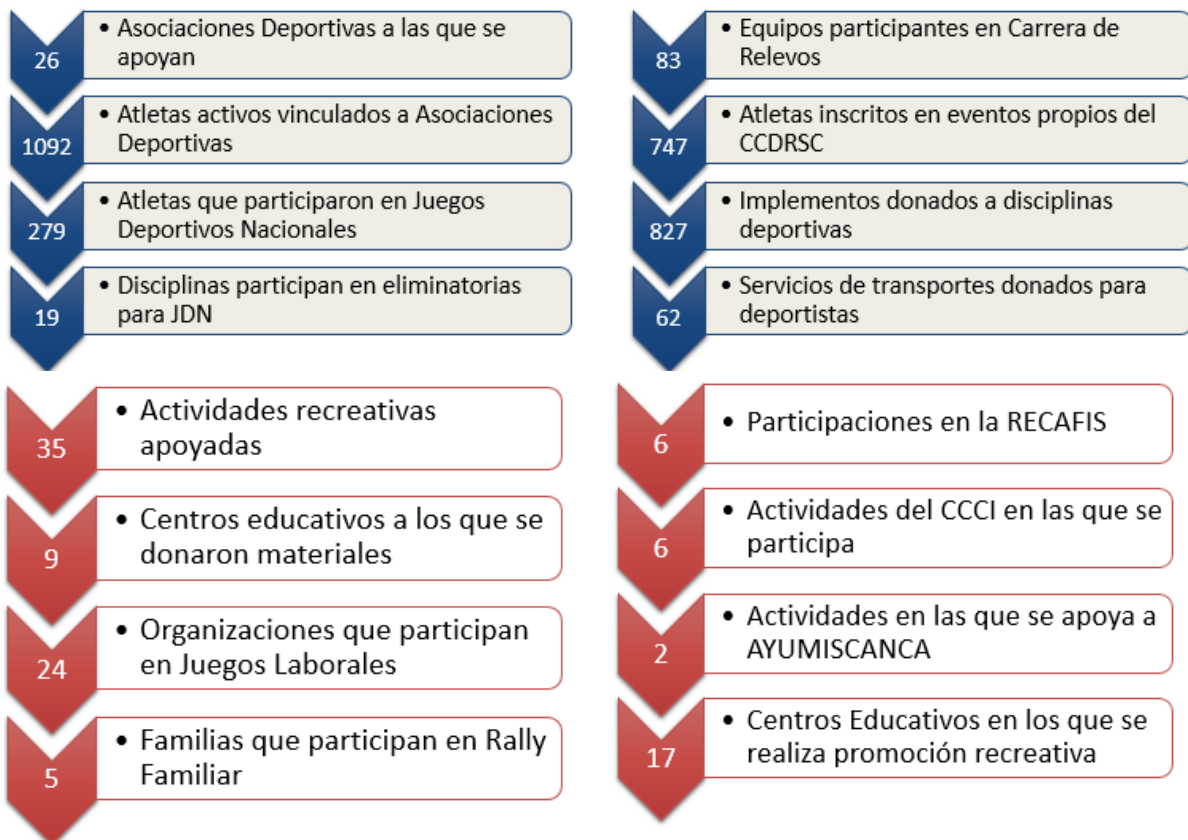 26
• Asociaciones Deportivas a las que se
apoyan
1092
• Atletas activos vinculados a Asociaciones
Deportivas
279
• Atletas que participaron en Juegos
Deportivos Nacionales
19
• Disciplinas participan en eliminatorias
para JDN
83
• Equipos participantes en Carrera de
Relevos
747
• Atletas inscritos en eventos propios del
CCDRSC
827
• Implementos donados a disciplinas
deportivas
62
• Servicios de transportes donados para
deportistas
35
• Actividades recreativas
apoyadas
9
• Centros educativos a los que se
donaron materiales
24
• Organizaciones que participan
en Juegos Laborales
5
• Familias que participan en Rally
Familiar
6
• Participaciones en la RECAFIS
6
• Actividades del CCCI en las que se
participa
2
• Actividades en las que se apoya a
AYUMISCANCA
17
• Centros Educativos en los que se
realiza promoción recreativa